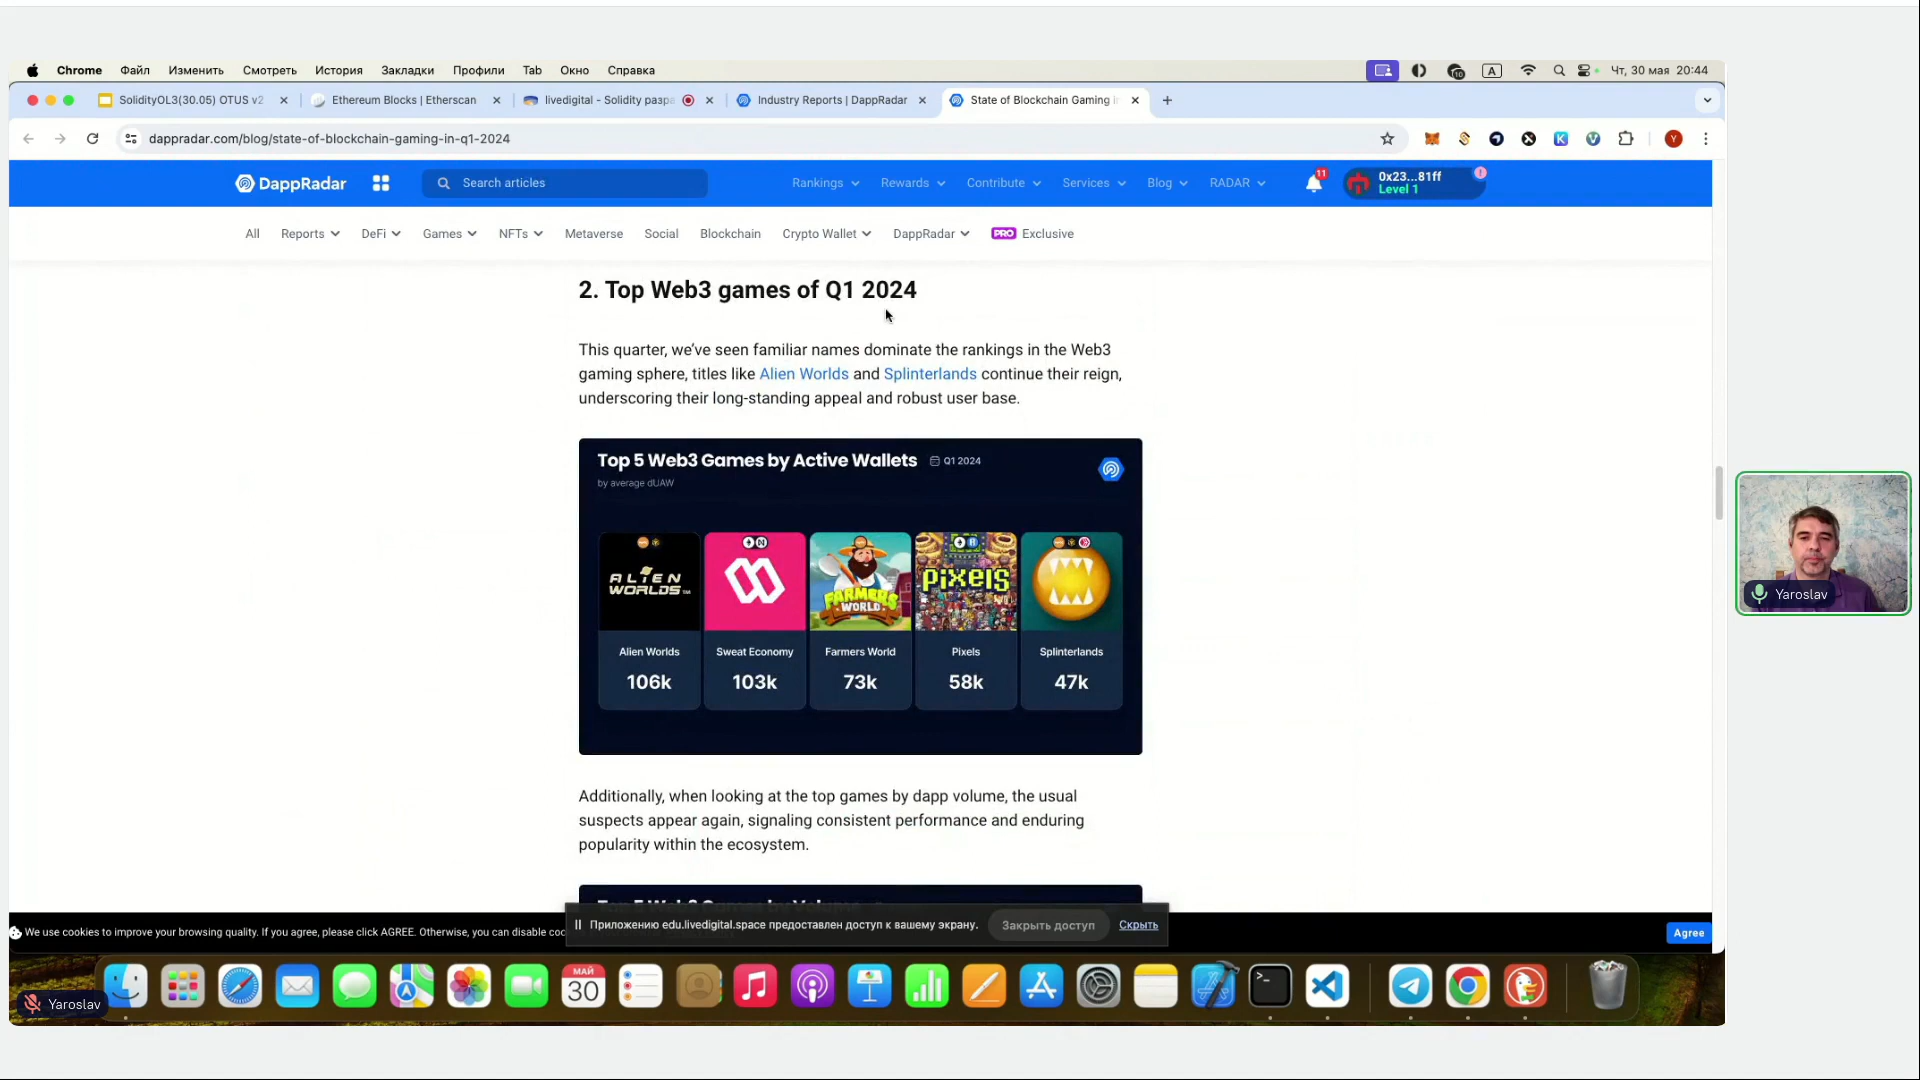 Chrome Файл Изменить Смотреть История Закладки Профили Tab Окно Справка
A Чт, 30 мая 20:44
SolidityOL3(30.05) OTUS v2 Ethereum Blocks | Etherscan livedigital - Solidity разра Industry Reports | DappRadar State of Blockchain Gaming i
dappradar.com/blog/state-of-blockchain-gaming-in-q1-2024
Y
DappRadar Search articles Rankings Rewards Contribute Services Blog RADAR 11 0x23...81ff
Level 1
All Reports DeFi Games NFTs Metaverse Social Blockchain Crypto Wallet DappRadar PRO Exclusive
2. Top Web3 games of Q1 2024
This quarter, we've seen familiar names dominate the rankings in the Web3
gaming sphere, titles like Alien Worlds and Splinterlands continue their reign,
underscoring their long-standing appeal and robust user base.
Top 5 Web3 Games by Active Wallets Q1 2024
by average dUAW
ALIEN WORLDS
FARMERS WORLD
PIXELS
Alien Worlds Sweat Economy Farmers World Pixels Splinterlands
106k 103k 73k 58k 47k
Additionally, when looking at the top games by dapp volume, the usual
suspects appear again, signaling consistent performance and enduring
popularity within the ecosystem.
Top 5 Web3 Games by Volume
Приложению edu.livedigital.space предоставлен доступ к вашему экрану. Закрыть доступ Скрыть
We use cookies to improve your browsing quality. If you agree, please click AGREE. Otherwise, you can disable coo
Agree
МАЙ
30
Yaroslav
Yaroslav